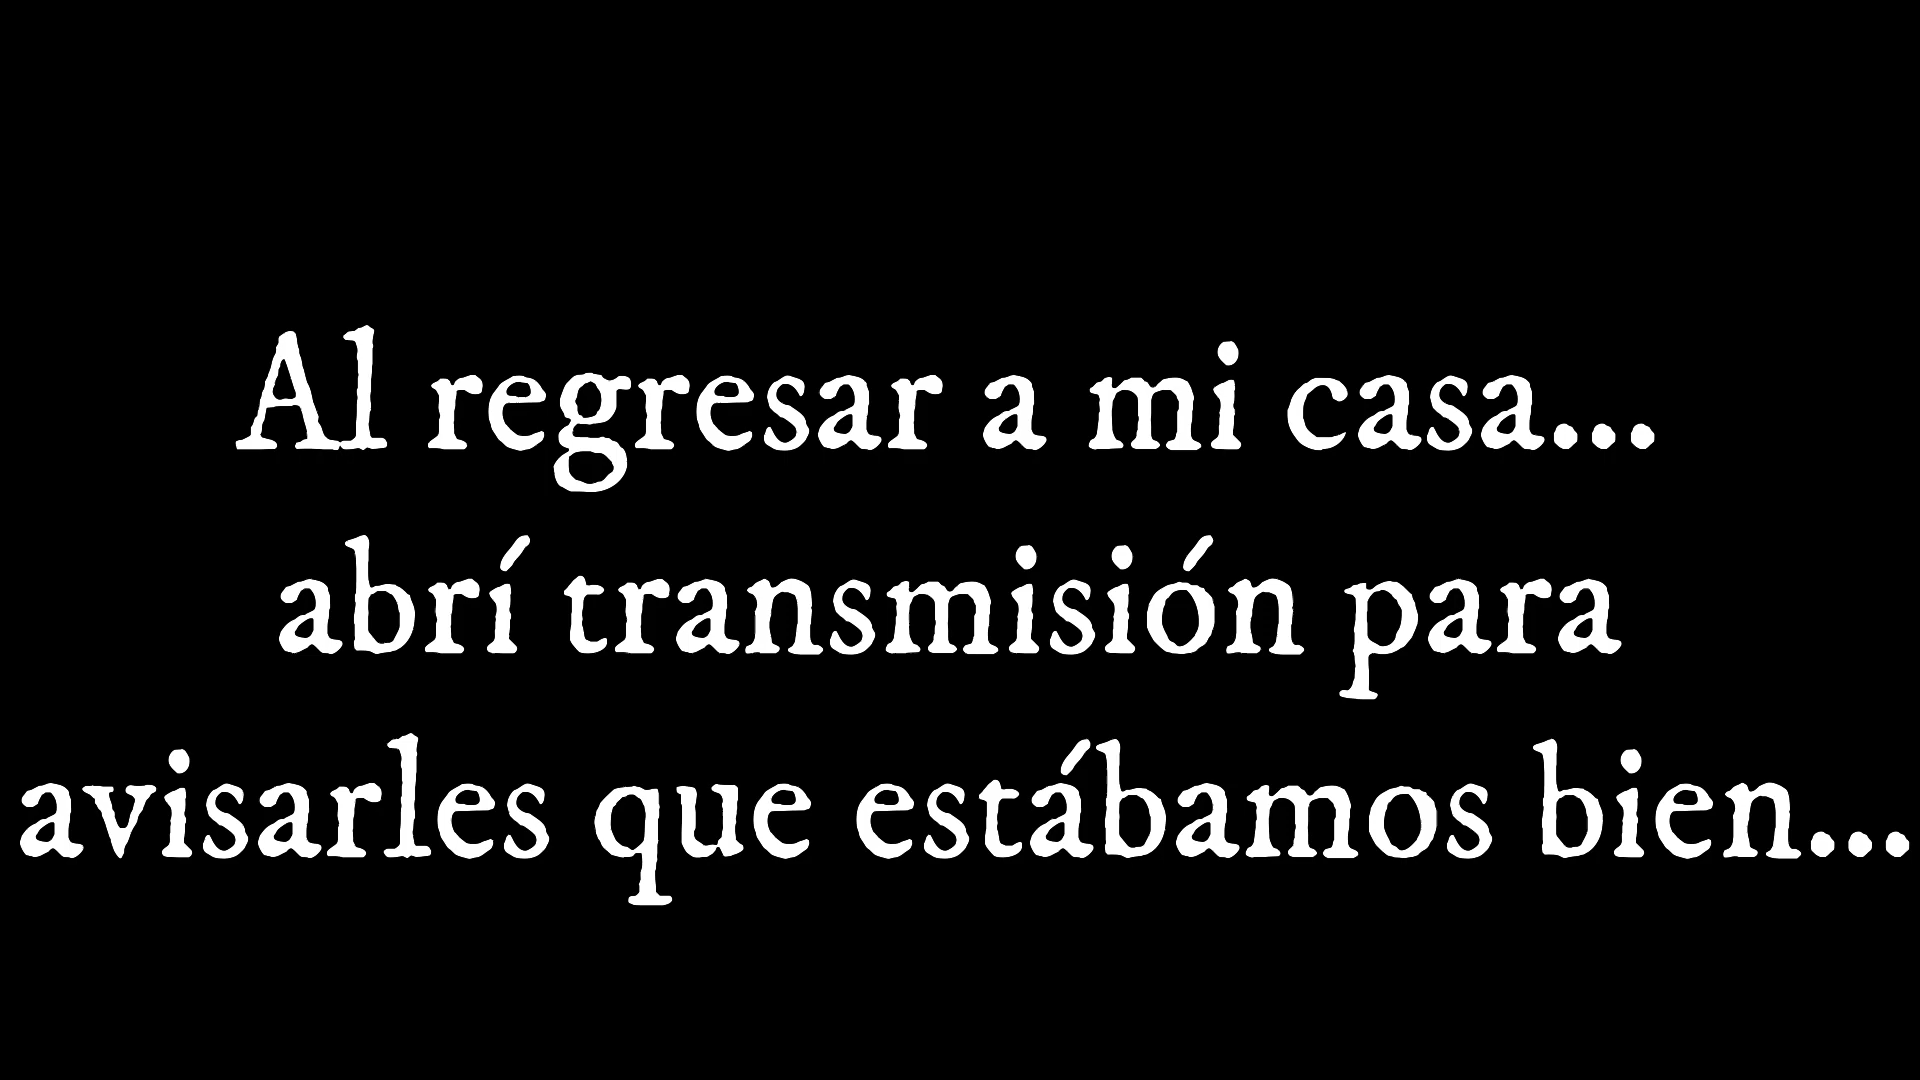 Al regresar a mi casa...
abrí transmisión para
avisarles que estábamos bien...